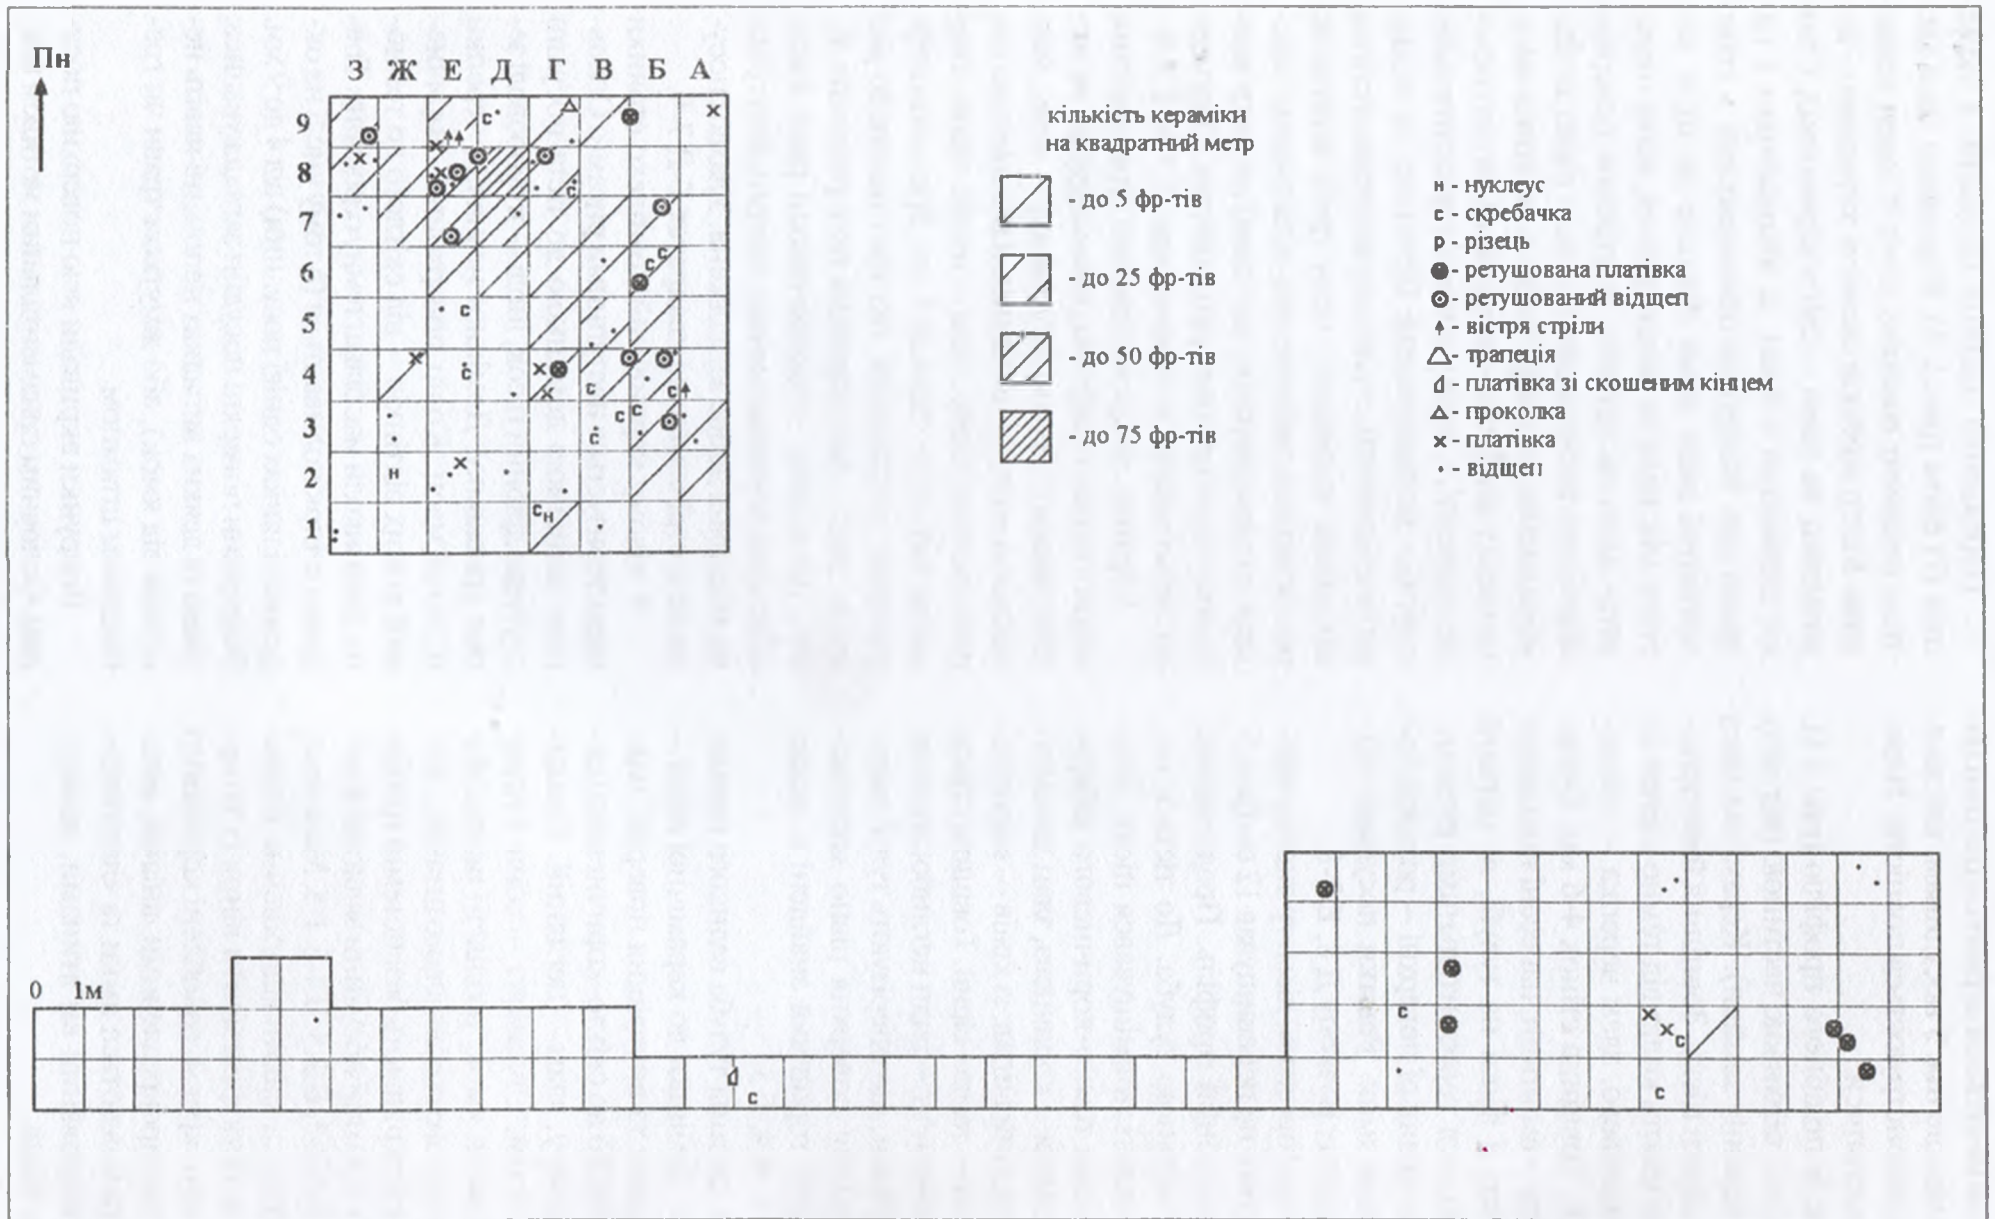 Пн
З Ж Е Д Г В Б А
9
8
7
6
5
4
3
2
1
кількість кераміки
на квадратний метр
- до 5 фр-тів
- до 25 фр-тів
- до 50 фр-тів
- до 75 фр-тів
н - нуклеус
с - скребачка
р - різець
- ретушована платівка
- ретушований відщеп
- вістря стріли
- трапеція
- платівка зі скошеним кінцем
- проколка
× - платівка
· - відщеп
0 1м